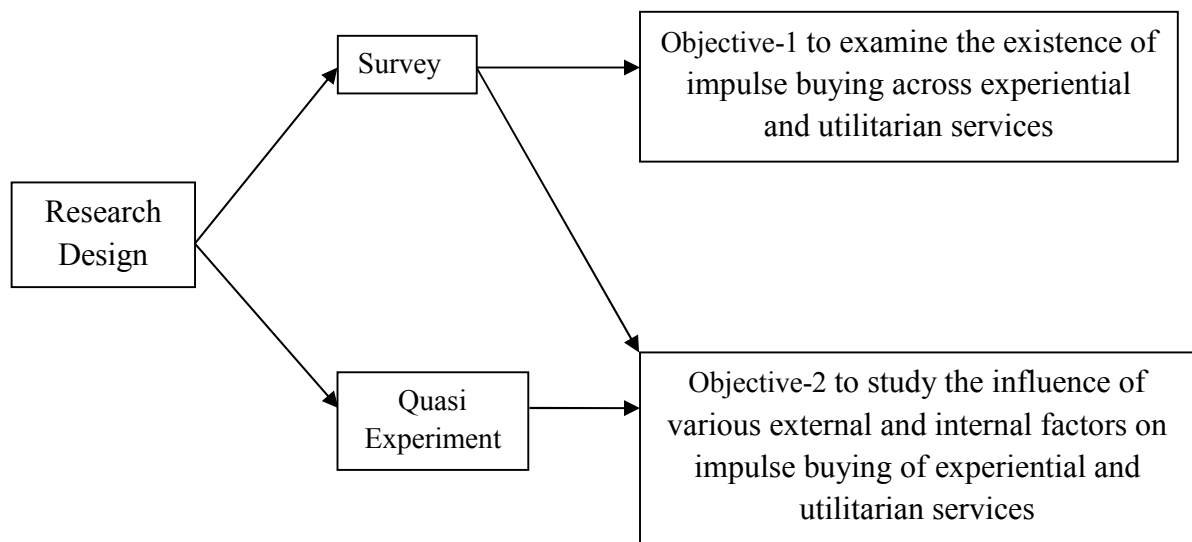 Survey
Objective-1 to examine the existence of
impulse buying across experiential
and utilitarian services
Research
Design
Quasi
Experiment
Objective-2 to study the influence of
various external and internal factors on
impulse buying of experiential and
utilitarian services